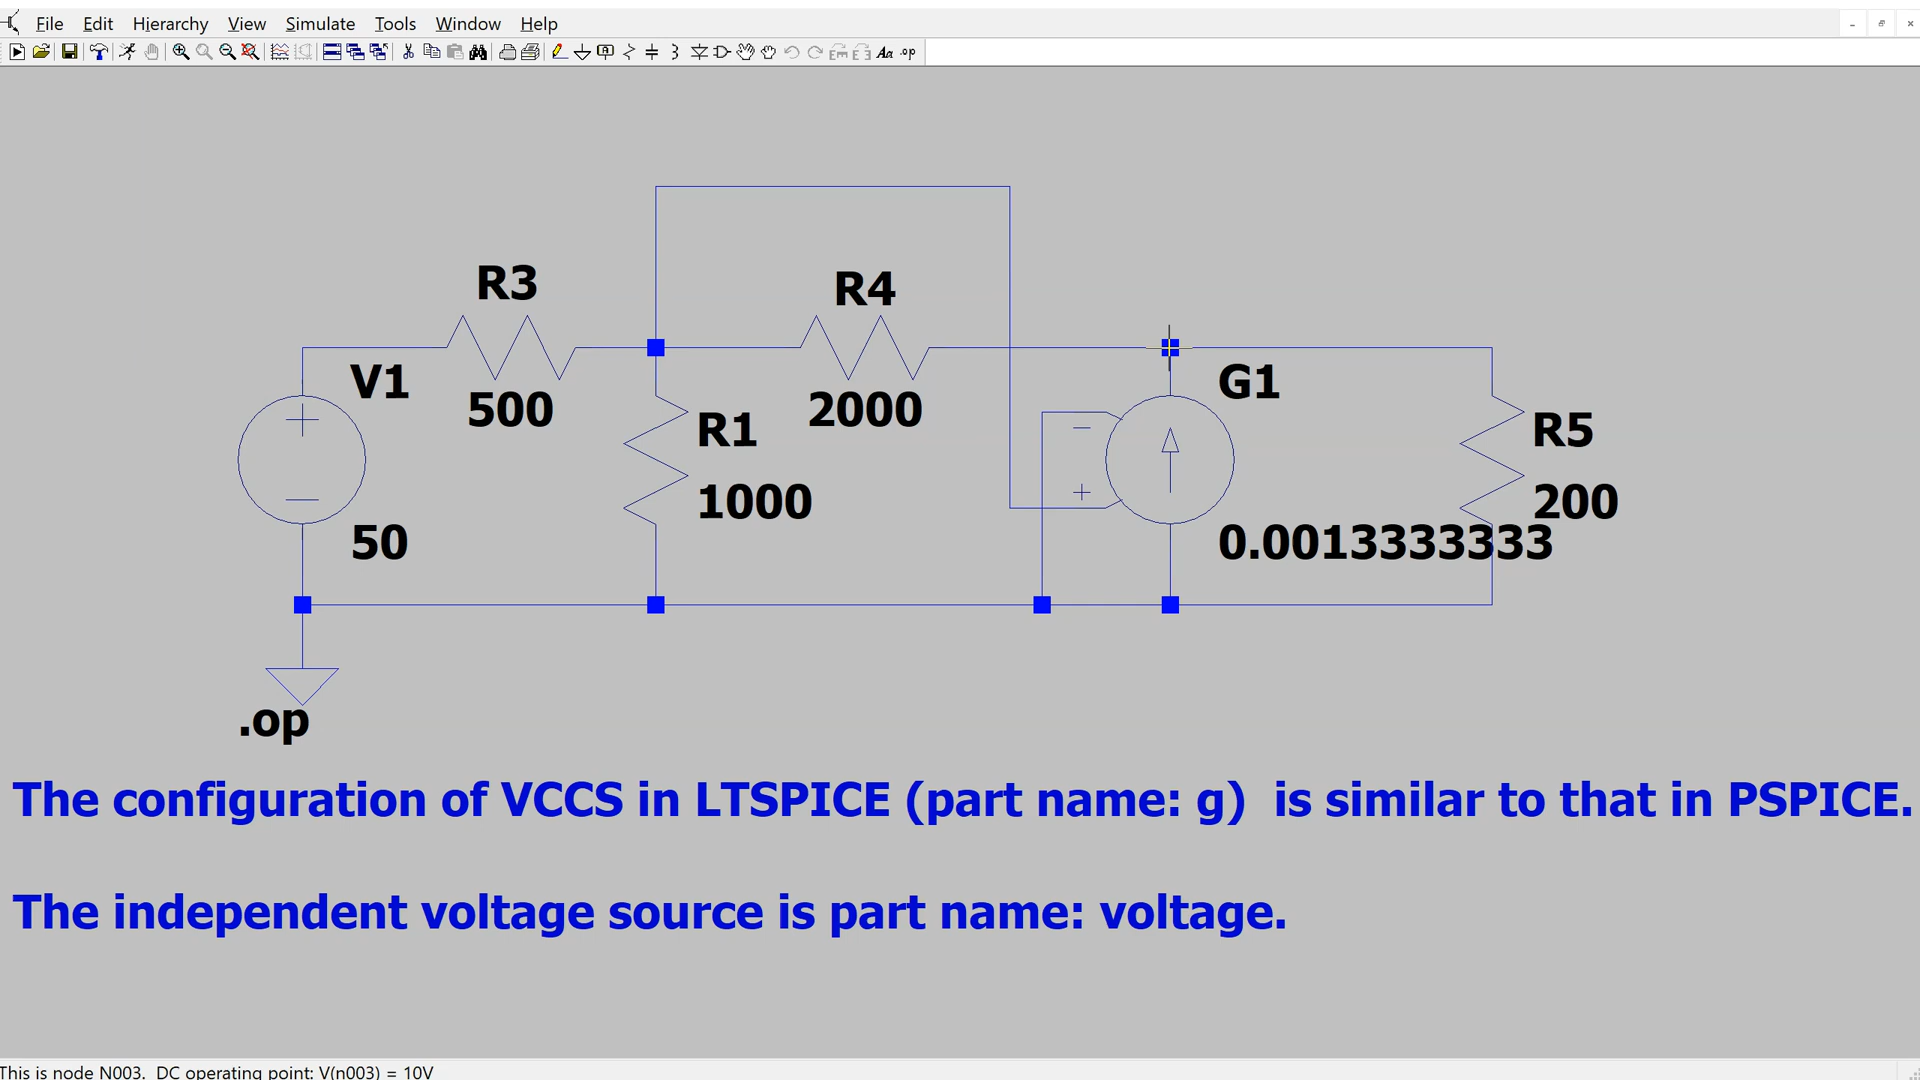 File Edit Hierarchy View Simulate Tools Window Help
Aa .op
R3
R4
V1
G1
500
2000
R1
R5
1000
200
50
0.0013333333
.op
The configuration of VCCS in LTSPICE (part name: g)  is similar to that in PSPICE.
The independent voltage source is part name: voltage.
This is node N003.  DC operating point: V(n003) = 10V